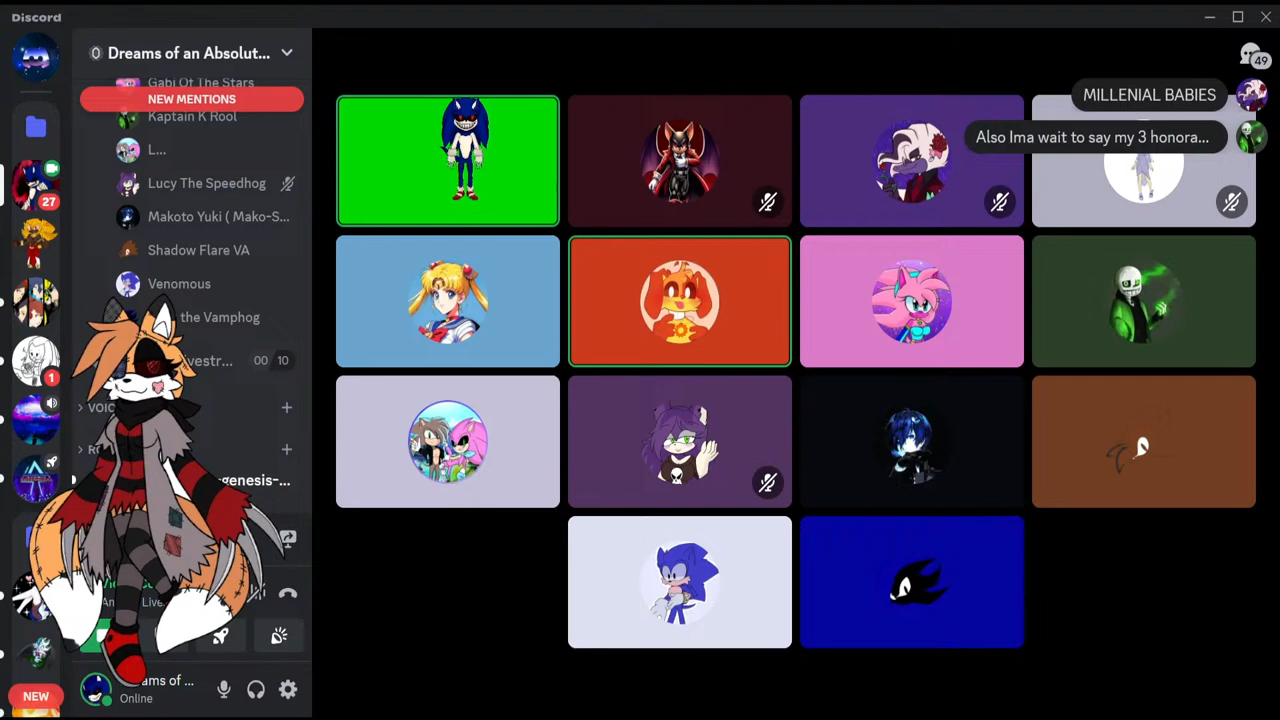 Discord
Dreams of an Absolut...
Gabi Of The Stars
NEW MENTIONS
Kaptain K Rool
L...
Lucy The Speedhog
Makoto Yuki ( Mako-S...
Shadow Flare VA
Venomous
the Vamphog
ivestr...
00 10
VOIC
R
genesis-...
Live
ams of ...
Online
27
1
NEW
49
MILLENIAL BABIES
Also Ima wait to say my 3 honora...